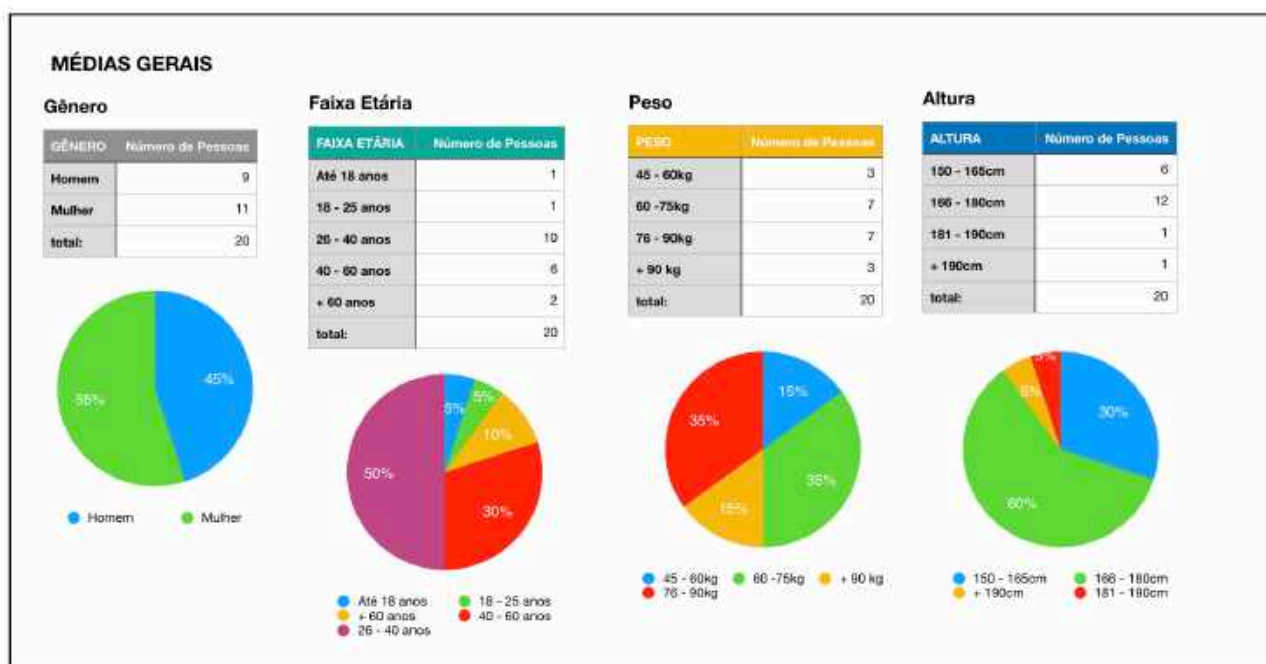 MÉDIAS GERAIS
Gênero
GÊNERO Número de Pessoas
Homem 9
Mulher 11
total: 20
55%
45%
Homem Mulher
Faixa Etária
FAIXA ETÁRIA Número de Pessoas
Até 18 anos 1
18 - 25 anos 1
26 - 40 anos 10
40 - 60 anos 6
+ 60 anos 2
total: 20
5%
5%
10%
50%
30%
Até 18 anos 18 - 25 anos
+ 60 anos 40 - 60 anos
26 - 40 anos
Peso
PESO Número de Pessoas
45 - 60kg 3
60 -75kg 7
76 - 90kg 7
+ 90 kg 3
total: 20
15%
35%
35%
15%
45 - 60kg 60 -75kg + 90 kg
76 - 90kg
Altura
ALTURA Número de Pessoas
150 - 165cm 6
166 - 180cm 12
181 - 190cm 1
+ 190cm 1
total: 20
5%
5%
30%
60%
150 - 165cm 166 - 180cm
+ 190cm 181 - 190cm